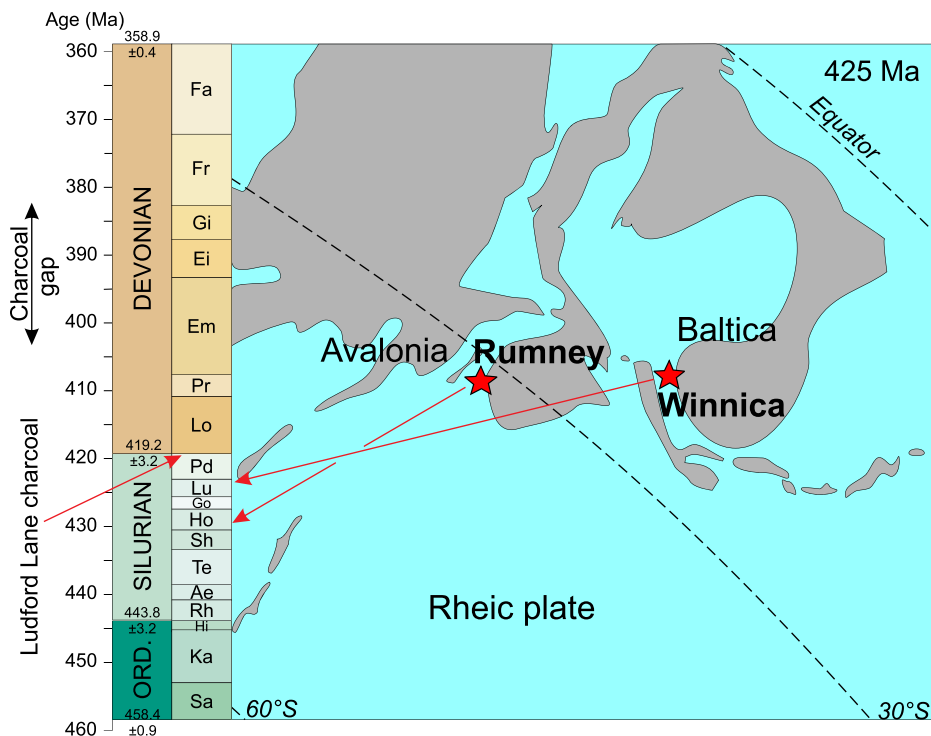 Age (Ma)
358.9
±0.4
360
370
380
390
400
410
420
430
440
450
460
Charcoal
gap
Ludford Lane charcoal
DEVONIAN
419.2
±3.2
SILURIAN
443.8
±3.2
ORD.
458.4
±0.9
Fa
Fr
Gi
Ei
Em
Pr
Lo
Pd
Lu
Go
Ho
Sh
Te
Ae
Rh
Hi
Ka
Sa
425 Ma
Equator
Avalonia
Rumney
Baltica
Winnica
Rheic plate
60°S
30°S